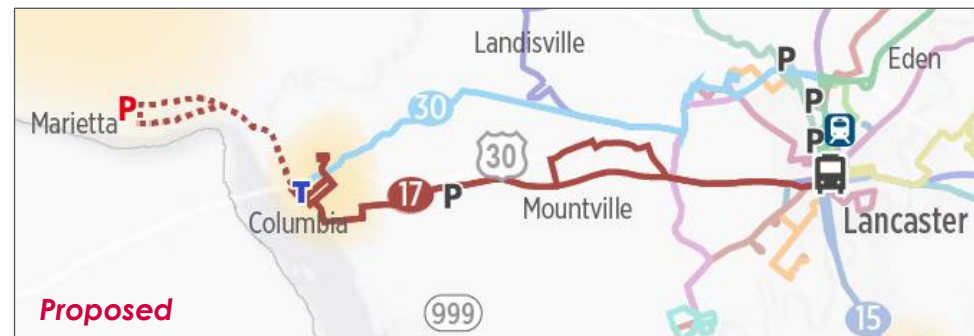 Landisville
P
Eden
P
Marietta
P
30
P
30
T
17
P
Columbia
Mountville
Lancaster
Proposed
999
15